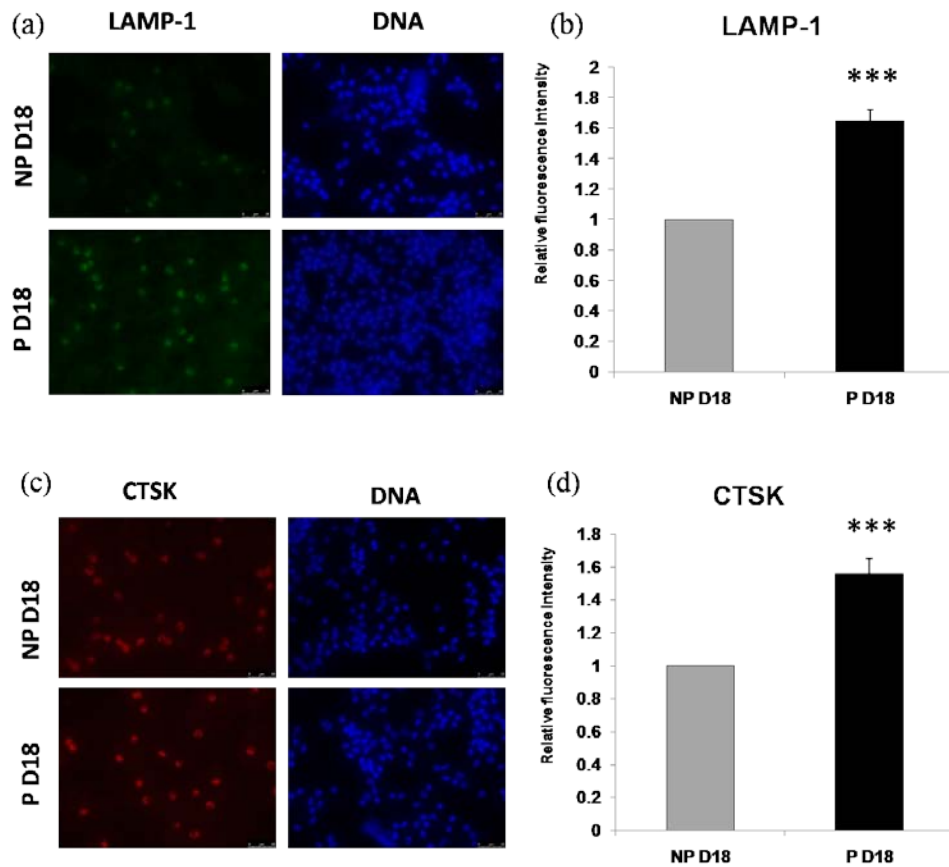 (a)
LAMP-1
DNA
NP D18
P D18
(b)
LAMP-1
Relative fluorescence Intensity
2
1.8
1.6
1.4
1.2
1
0.8
0.6
0.4
0.2
0
***
NP D18
P D18
(c)
CTSK
DNA
NP D18
P D18
(d)
CTSK
Relative fluorescence Intensity
1.8
1.6
1.4
1.2
1
0.8
0.6
0.4
0.2
0
***
NP D18
P D18